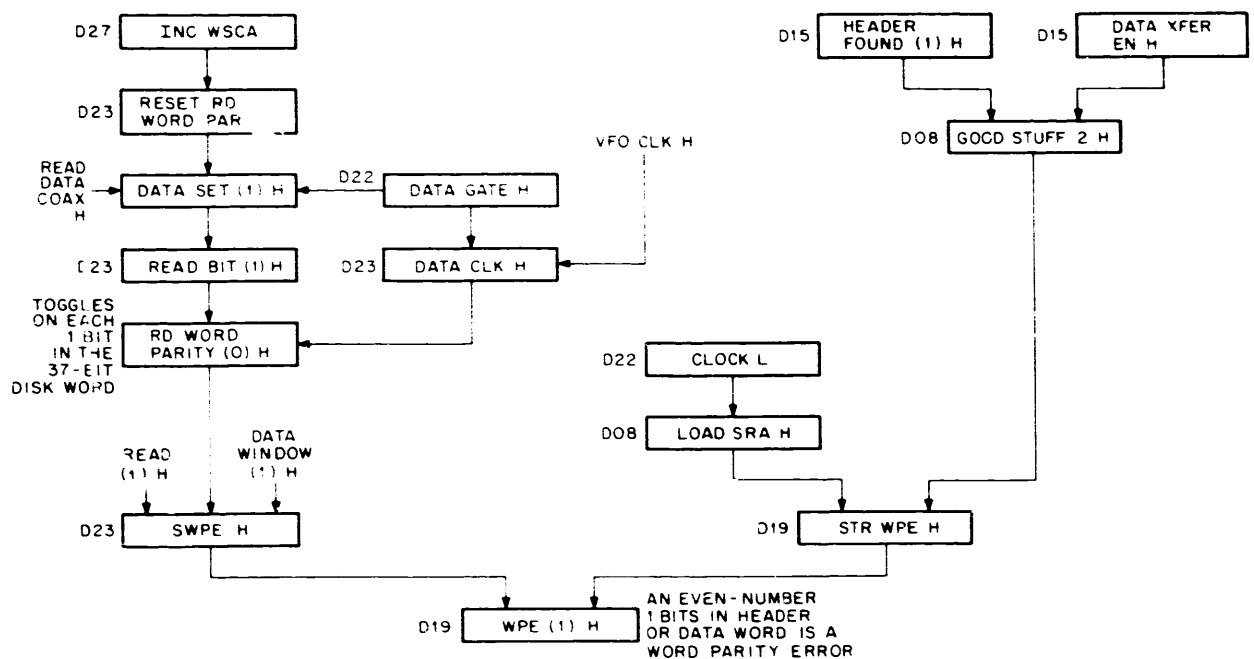 D27
INC WSCA
D23
RESET RD
WORD PAR
READ
DATA
COAX
H
DATA SET (1) H
D22
DATA GATE H
VFO CLK H
D23
READ BIT (1) H
D23
DATA CLK H
TOGGLES
ON EACH
1 BIT
IN THE
37-BIT
DISK WORD
RD WORD
PARITY (0) H
READ
(1) H
DATA
WINDOW
(1) H
D23
SWPE H
D15
HEADER
FOUND (1) H
D15
DATA XFER
EN H
D08
GOOD STUFF 2 H
D22
CLOCK L
D08
LOAD SRA H
D19
STR WPE H
D19
WPE (1) H
AN EVEN-NUMBER
1 BITS IN HEADER
OR DATA WORD IS A
WORD PARITY ERROR